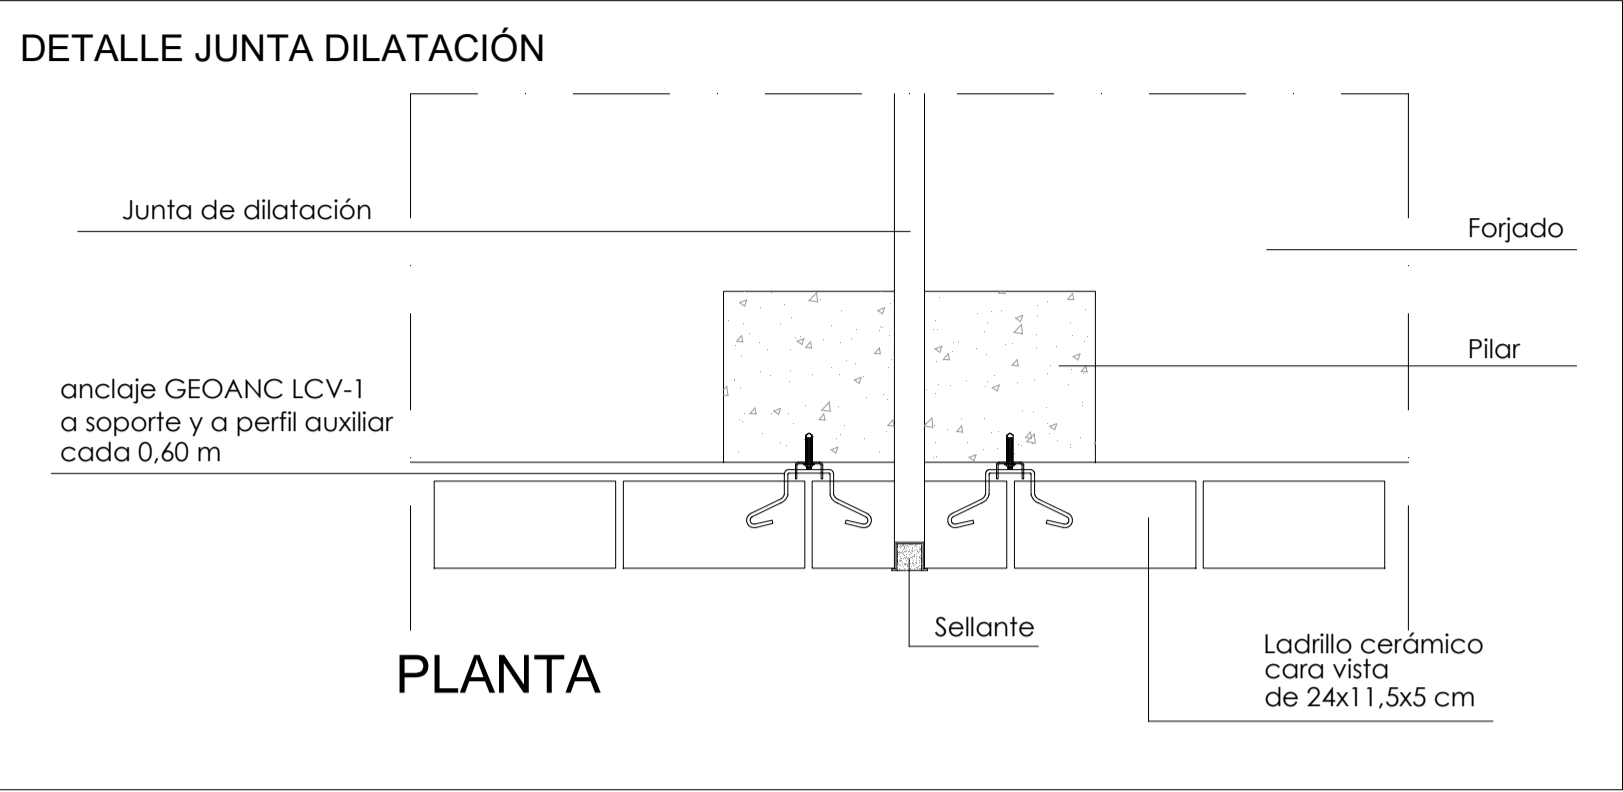 DETALLE JUNTA DILATACIÓN
Junta de dilatación
Forjado
Pilar
anclaje GEOANC LCV-1
a soporte y a perfil auxiliar
cada 0,60 m
Sellante
Ladrillo cerámico
cara vista
de 24x11,5x5 cm
PLANTA